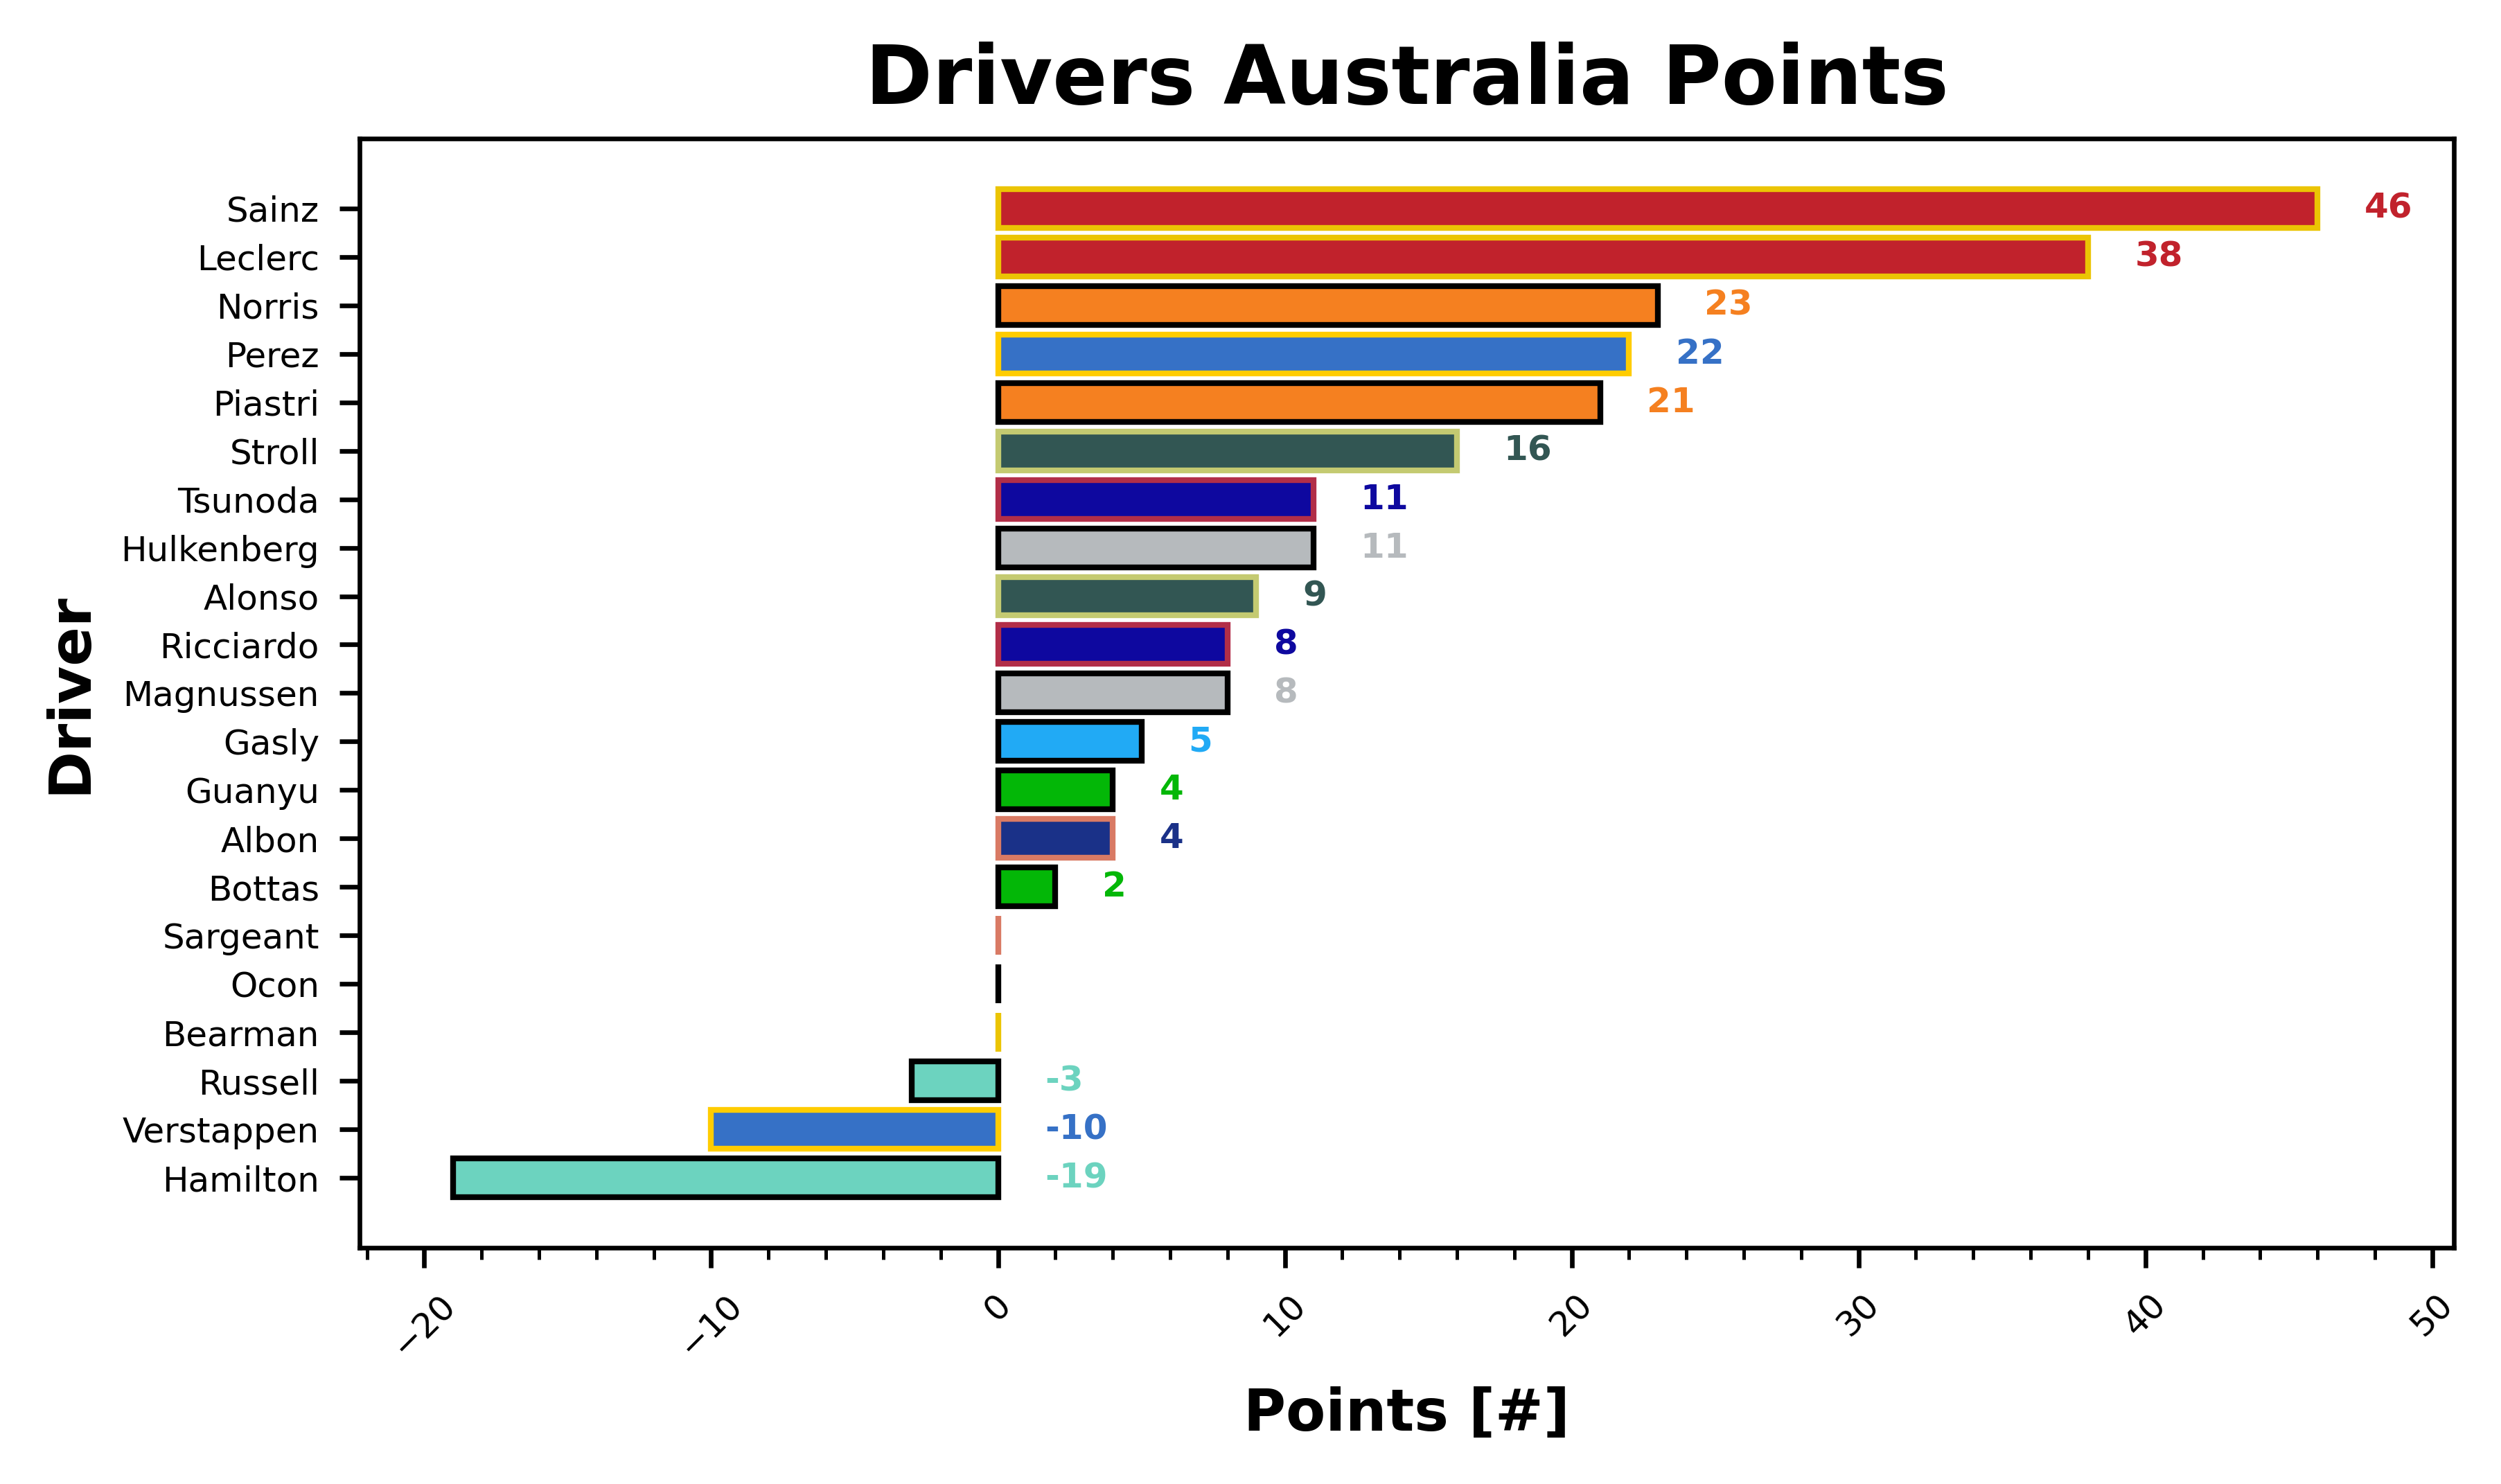 Drivers Australia Points
Driver
Sainz 46
Leclerc 38
Norris 23
Perez 22
Piastri 21
Stroll 16
Tsunoda 11
Hulkenberg 11
Alonso 9
Ricciardo 8
Magnussen 8
Gasly 5
Guanyu 4
Albon 4
Bottas 2
Sargeant
Ocon
Bearman
Russell -3
Verstappen -10
Hamilton -19
−20 −10 0 10 20 30 40 50
Points [#]